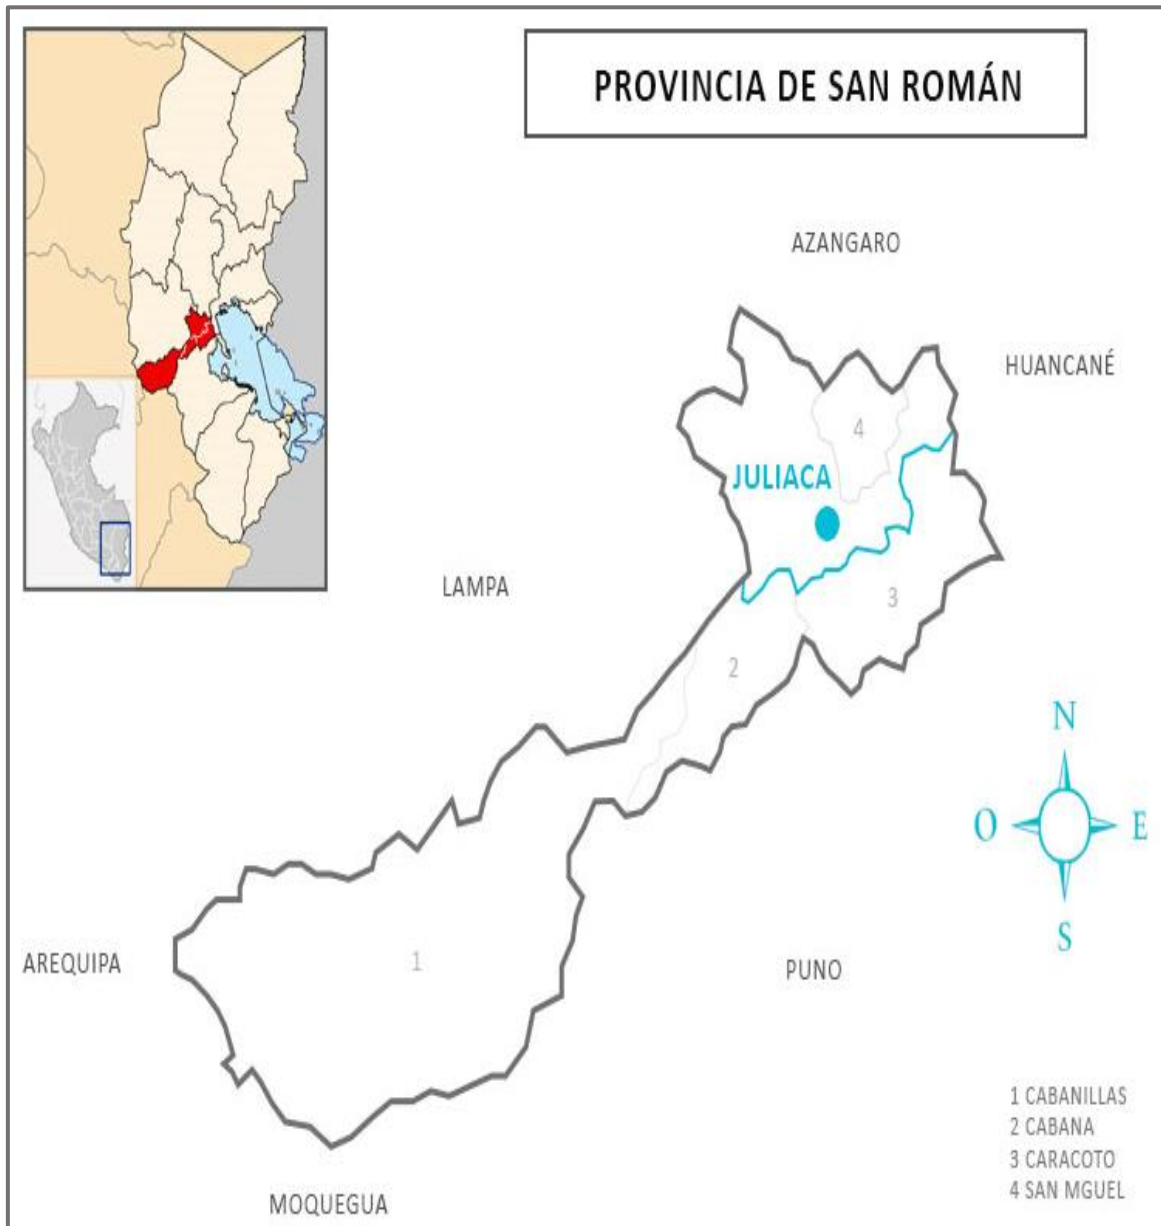 PROVINCIA DE SAN ROMÁN
AZANGARO
HUANCANÉ
4
JULIACA
LAMPA
3
2
N
O
E
S
AREQUIPA
1
PUNO
MOQUEGUA
1 CABANILLAS
2 CABANA
3 CARACOTO
4 SAN MGUEL